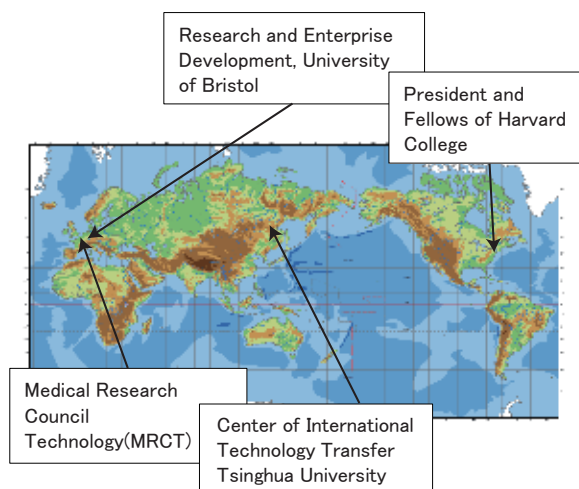 Research and Enterprise
Development, University
of Bristol
President and
Fellows of Harvard
College
Medical Research
Council
Technology(MRCT)
Center of International
Technology Transfer
Tsinghua University